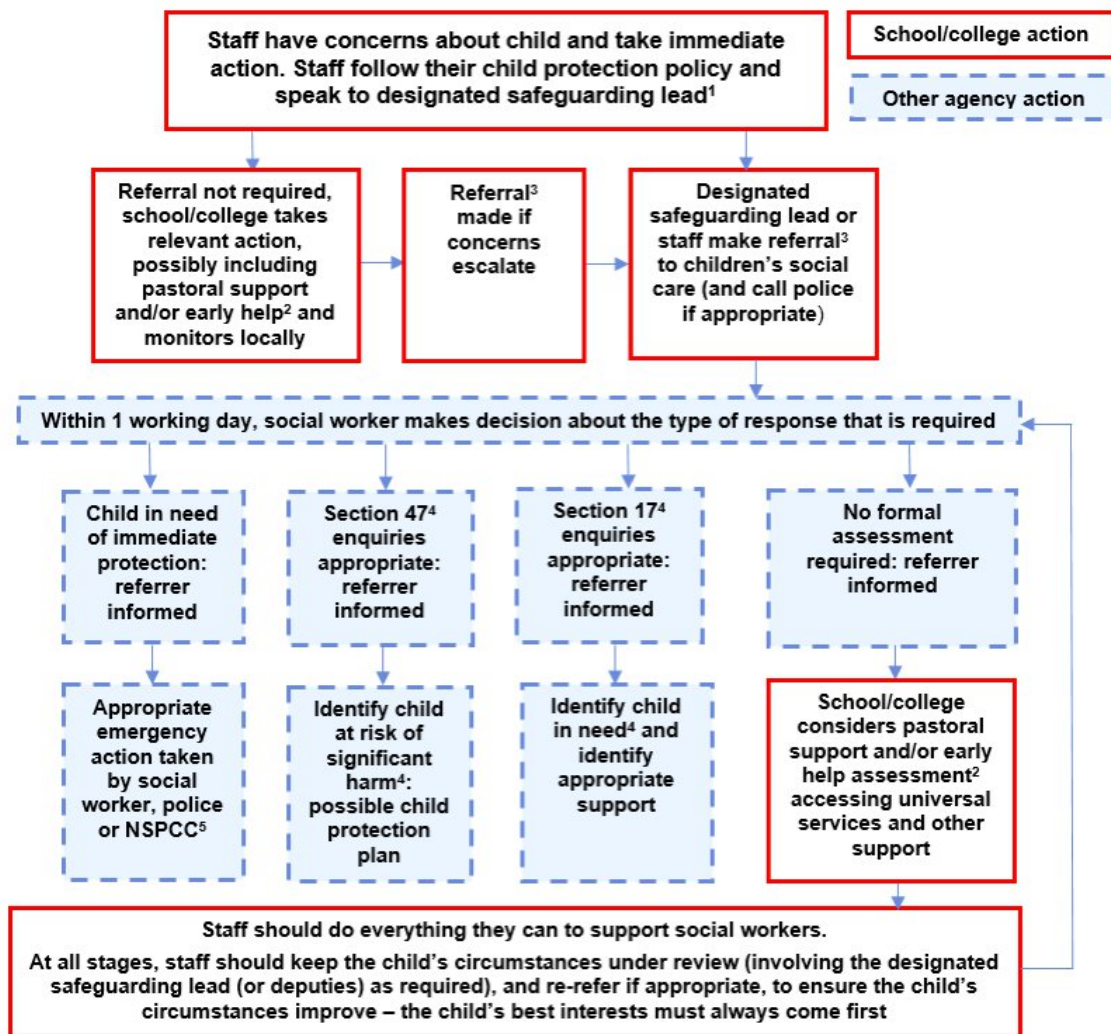 Staff have concerns about child and take immediate
action. Staff follow their child protection policy and
speak to designated safeguarding lead¹
School/college action
Other agency action
Referral not required,
school/college takes
relevant action,
possibly including
pastoral support
and/or early help² and
monitors locally
Referral³
made if
concerns
escalate
Designated
safeguarding lead or
staff make referral³
to children’s social
care (and call police
if appropriate)
Within 1 working day, social worker makes decision about the type of response that is required
Child in need
of immediate
protection:
referrer
informed
Section 47⁴
enquiries
appropriate:
referrer
informed
Section 17⁴
enquiries
appropriate:
referrer
informed
No formal
assessment
required: referrer
informed
Appropriate
emergency
action taken
by social
worker, police
or NSPCC⁵
Identify child
at risk of
significant
harm⁴:
possible child
protection
plan
Identify child
in need⁴ and
identify
appropriate
support
School/college
considers pastoral
support and/or early
help assessment²
accessing universal
services and other
support
Staff should do everything they can to support social workers.
At all stages, staff should keep the child’s circumstances under review (involving the designated
safeguarding lead (or deputies) as required), and re-refer if appropriate, to ensure the child’s
circumstances improve – the child’s best interests must always come first